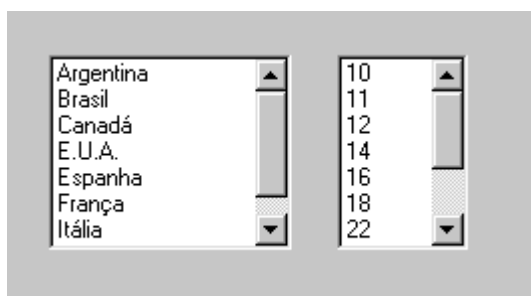 Argentina
Brasil
Canadá
E.U.A.
Espanha
França
Itália
10
11
12
14
16
18
22